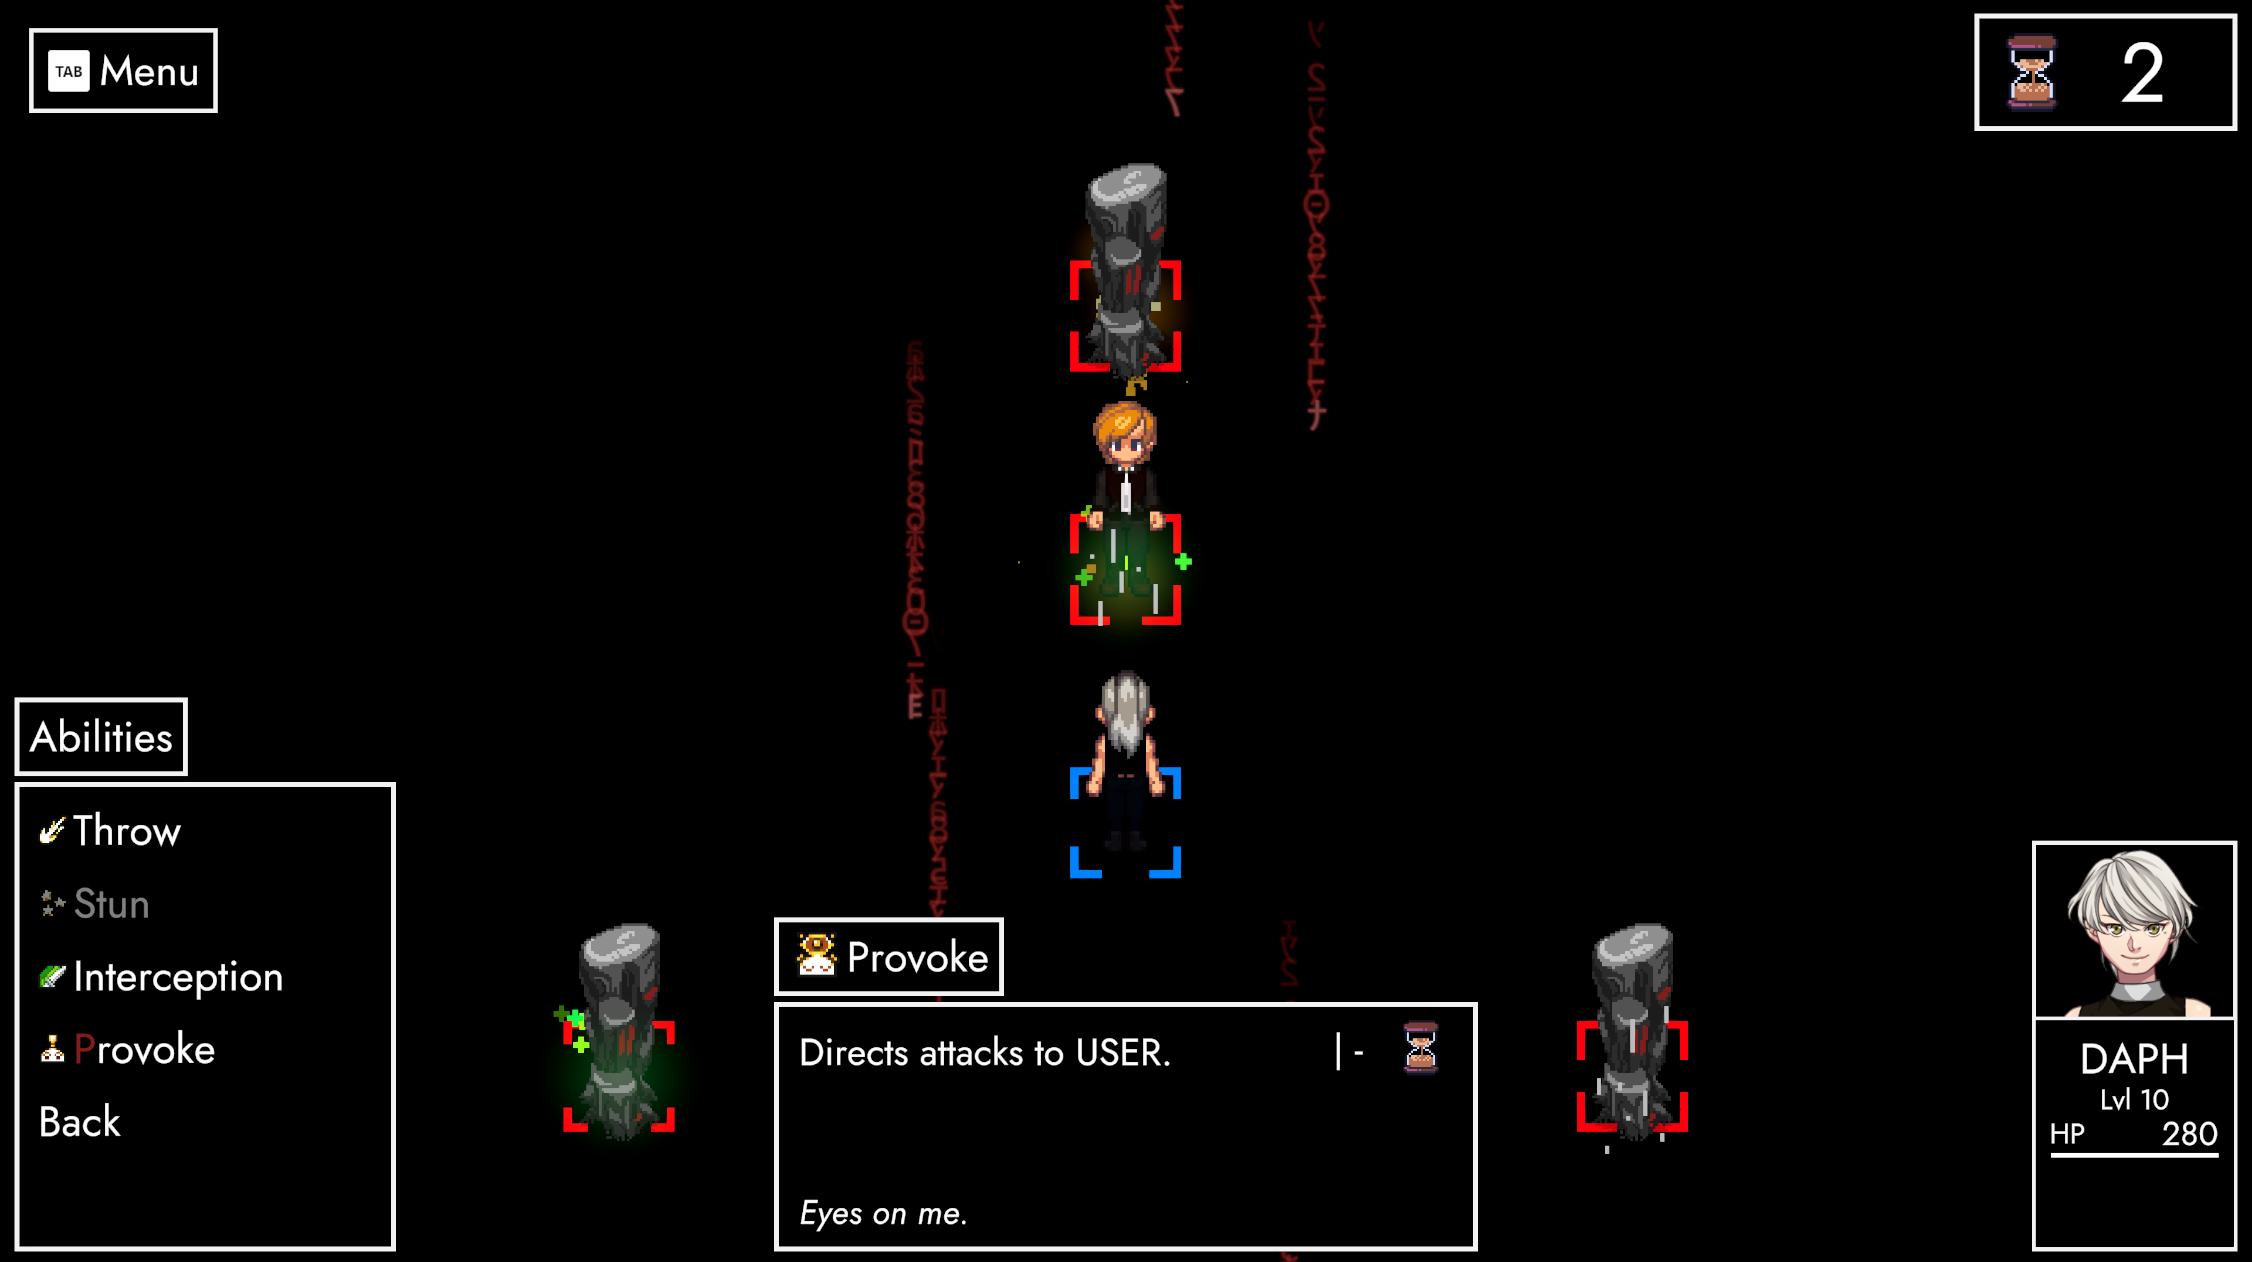 TAB Menu
2
Abilities
Throw
Stun
Interception
Provoke
Back
Provoke
Directs attacks to USER.
| -
Eyes on me.
DAPH
Lvl 10
HP 280